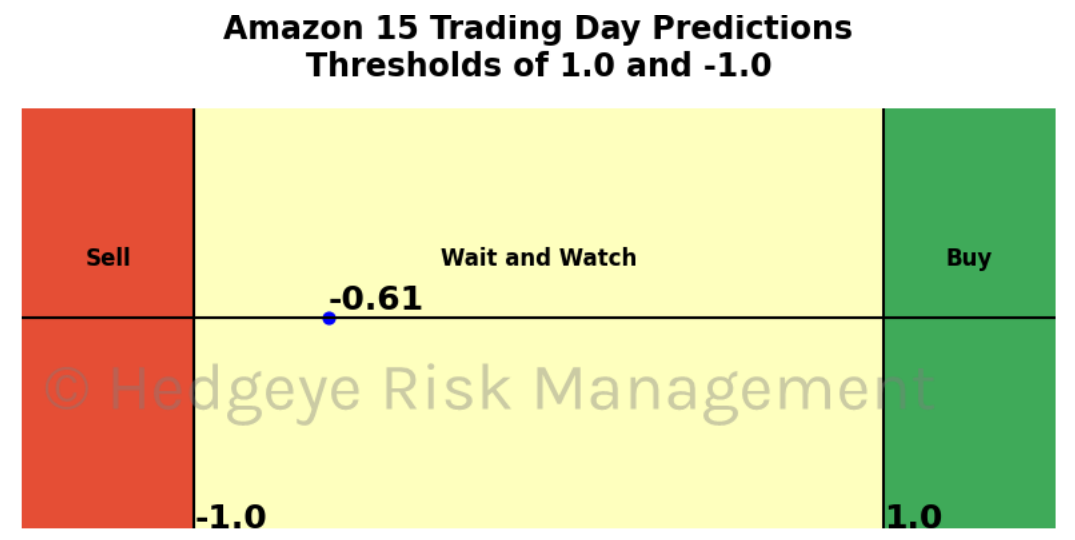 Amazon 15 Trading Day Predictions
Thresholds of 1.0 and -1.0
Sell
Wait and Watch
Buy
-0.61
© Hedgeye Risk Management
-1.0
1.0